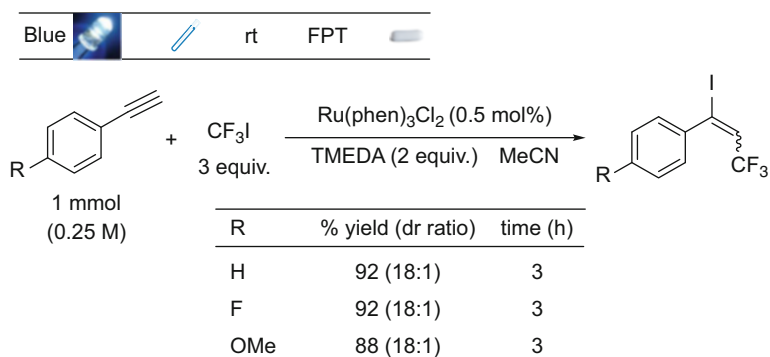 Blue rt FPT
R
1 mmol
(0.25 M)
+
CF₃I
3 equiv.
Ru(phen)₃Cl₂ (0.5 mol%)
TMEDA (2 equiv.) MeCN
I
R
CF₃
R % yield (dr ratio) time (h)
H 92 (18:1) 3
F 92 (18:1) 3
OMe 88 (18:1) 3